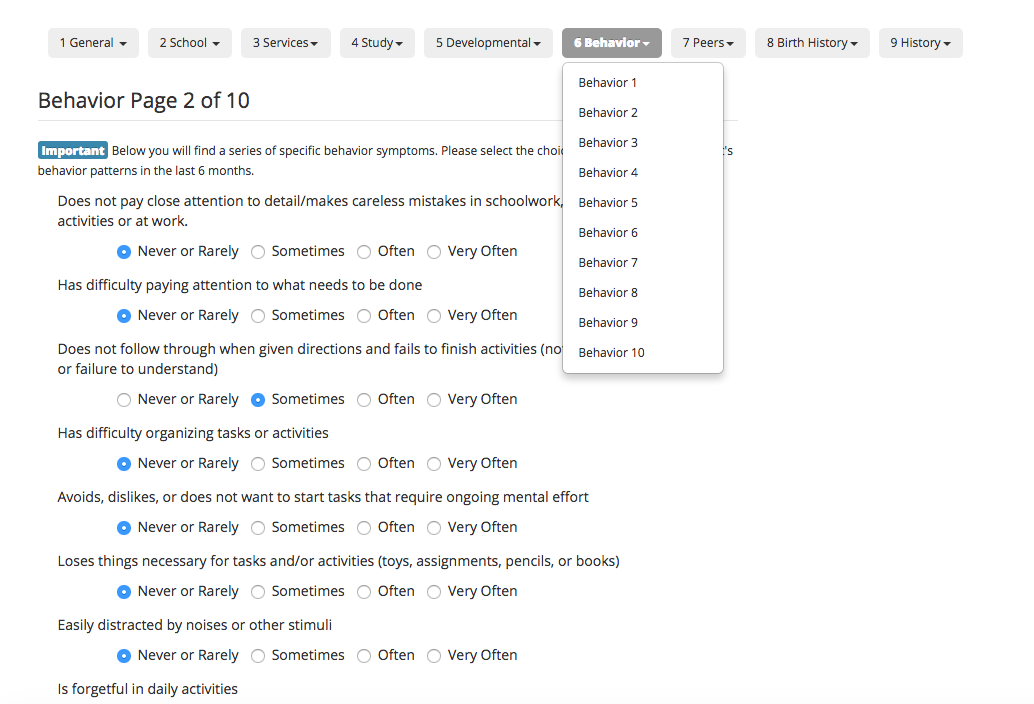 1 General
2 School
3 Services
4 Study
5 Developmental
6 Behavior
7 Peers
8 Birth History
9 History
Behavior 1
Behavior 2
Behavior 3
Behavior 4
Behavior 5
Behavior 6
Behavior 7
Behavior 8
Behavior 9
Behavior 10
Behavior Page 2 of 10
Important Below you will find a series of specific behavior symptoms. Please select the 's
behavior patterns in the last 6 months.
Does not pay close attention to detail/makes careless mistakes in schoolwork,
activities or at work.
Never or Rarely Sometimes Often Very Often
Has difficulty paying attention to what needs to be done
Never or Rarely Sometimes Often Very Often
Does not follow through when given directions and fails to finish activities
or failure to understand)
Never or Rarely Sometimes Often Very Often
Has difficulty organizing tasks or activities
Never or Rarely Sometimes Often Very Often
Avoids, dislikes, or does not want to start tasks that require ongoing mental effort
Never or Rarely Sometimes Often Very Often
Loses things necessary for tasks and/or activities (toys, assignments, pencils, or books)
Never or Rarely Sometimes Often Very Often
Easily distracted by noises or other stimuli
Never or Rarely Sometimes Often Very Often
Is forgetful in daily activities